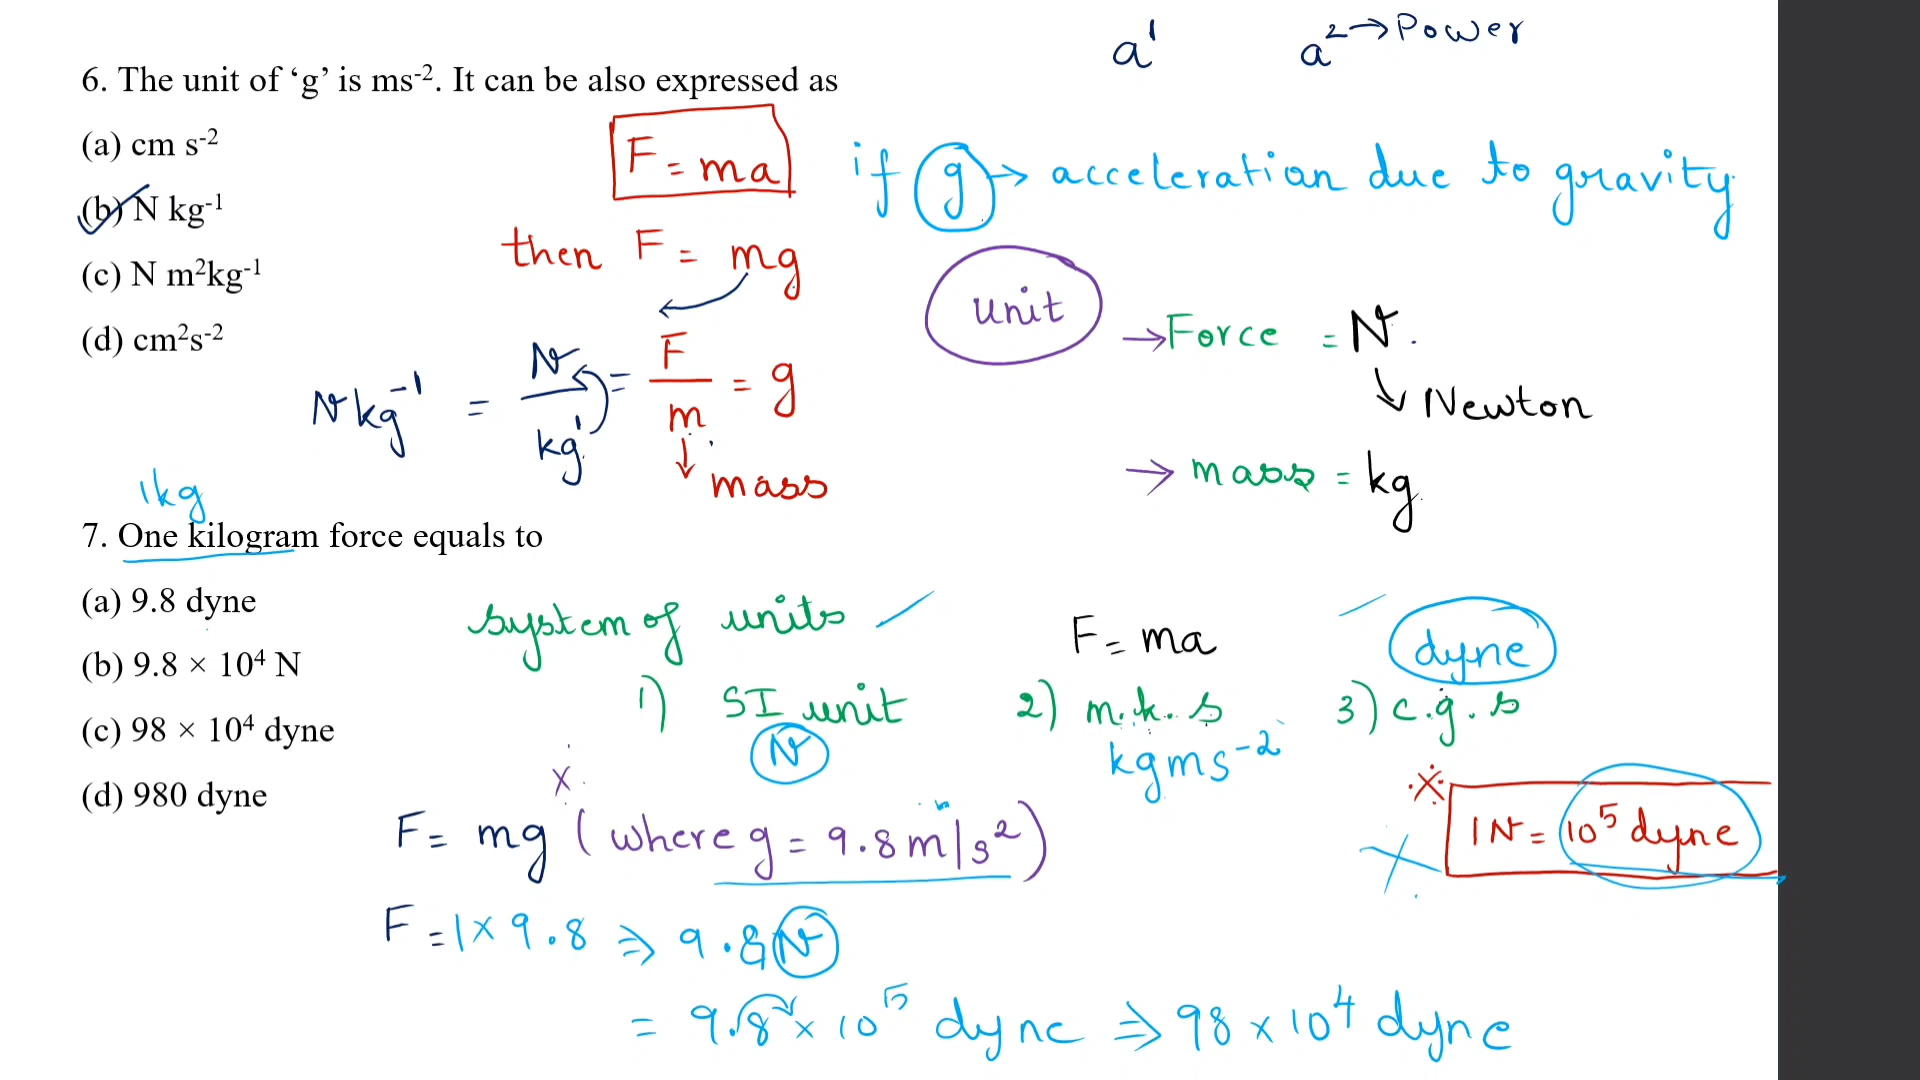 a¹ a² → Power
6. The unit of ‘g’ is ms⁻². It can be also expressed as
(a) cm s⁻²
F = ma
if g → acceleration due to gravity
(b) N kg⁻¹
then F = mg
(c) N m²kg⁻¹
unit
→ Force = N.
(d) cm²s⁻²
N kg⁻¹ = N/kg¹ = F/m = g
Newton
mass
→ mass = kg
1kg
7. One kilogram force equals to
(a) 9.8 dyne
system of units
F = ma
dyne
(b) 9.8 × 10⁴ N
1) SI unit 2) m.k.s 3) c.g.s
(c) 98 × 10⁴ dyne
N kgms⁻²
(d) 980 dyne
1N = 10⁵ dyne
F = mg (where g = 9.8 m/s²)
F = 1 x 9.8 ⇒ 9.8 N
= 9.8 x 10⁵ dyne ⇒ 98 x 10⁴ dyne